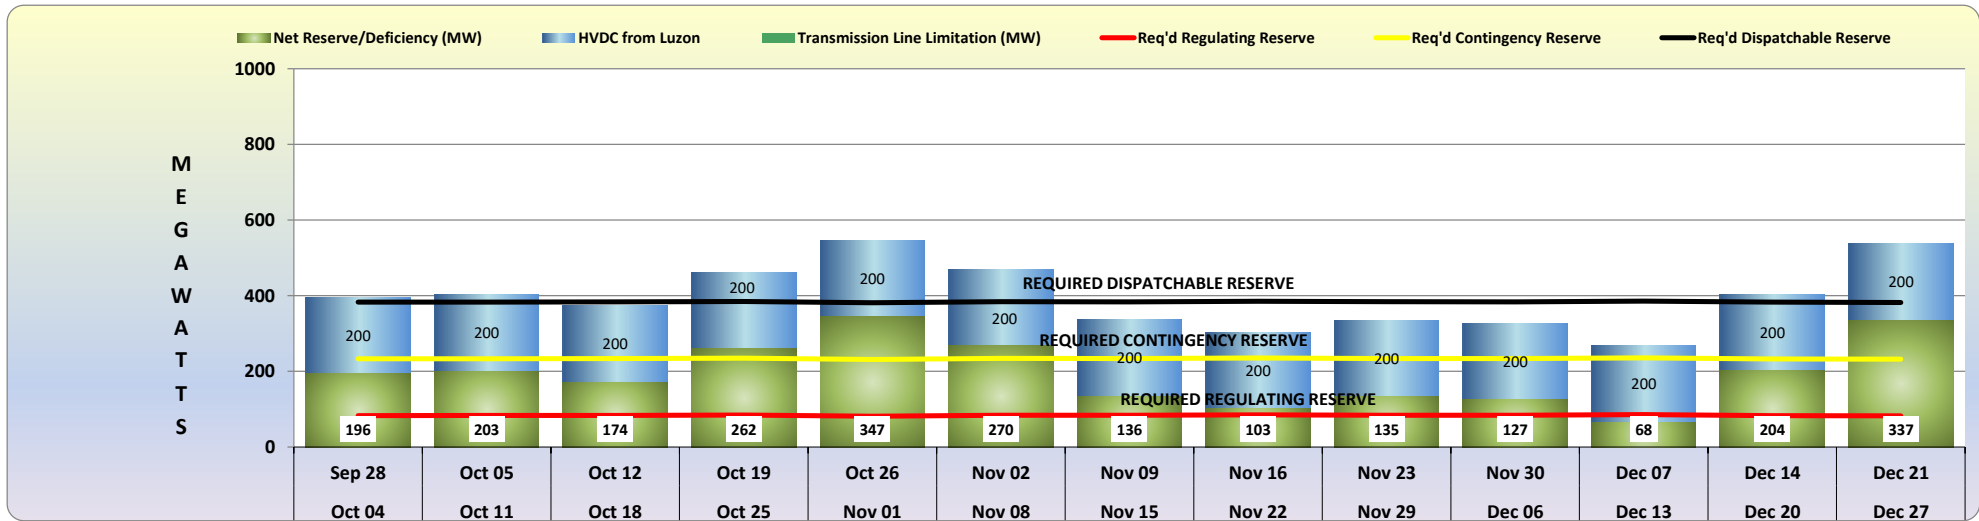 Net Reserve/Deficiency (MW) HVDC from Luzon Transmission Line Limitation (MW) Req'd Regulating Reserve Req'd Contingency Reserve Req'd Dispatchable Reserve
MEGAWATTS
1000
800
600
400
200
0
REQUIRED DISPATCHABLE RESERVE
REQUIRED CONTINGENCY RESERVE
REQUIRED REGULATING RESERVE
200 200 200 200 200 200 200 200 200 200 200 200 200
196 203 174 262 347 270 136 103 135 127 68 204 337
Sep 28 Oct 05 Oct 12 Oct 19 Oct 26 Nov 02 Nov 09 Nov 16 Nov 23 Nov 30 Dec 07 Dec 14 Dec 21
Oct 04 Oct 11 Oct 18 Oct 25 Nov 01 Nov 08 Nov 15 Nov 22 Nov 29 Dec 06 Dec 13 Dec 20 Dec 27